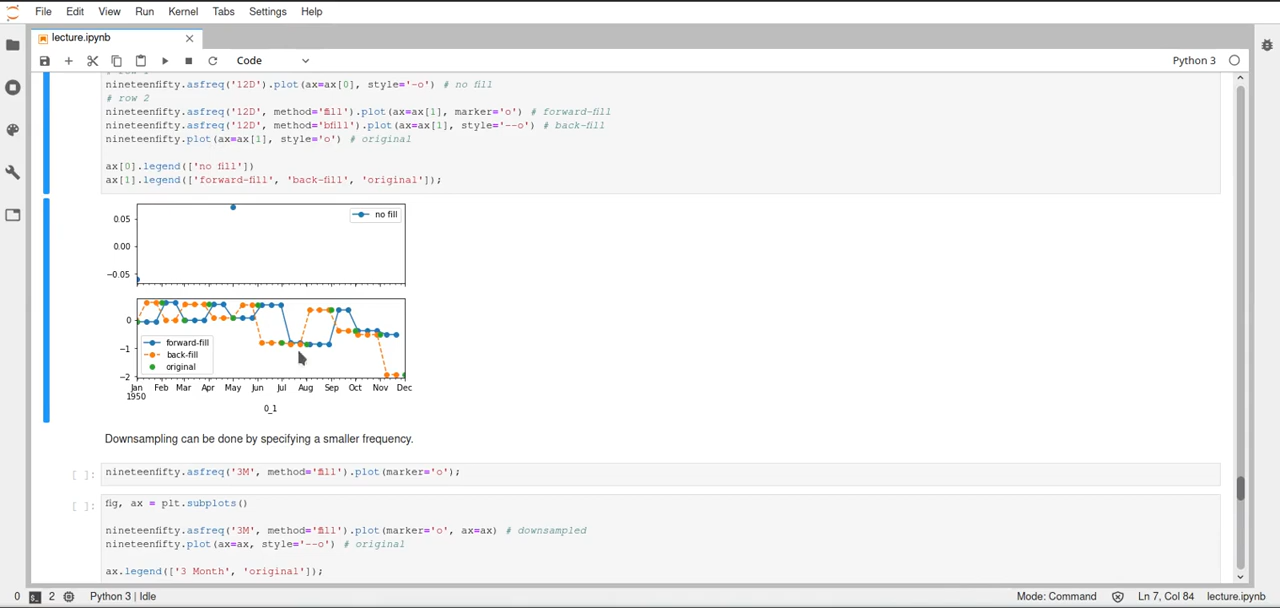 File Edit View Run Kernel Tabs Settings Help
lecture.ipynb
Code
Python 3
nineteenfifty.asfreq('12D').plot(ax=ax[0], style='-o') # no fill
# row 2
nineteenfifty.asfreq('12D', method='ffill').plot(ax=ax[1], marker='o') # forward-fill
nineteenfifty.asfreq('12D', method='bfill').plot(ax=ax[1], style='--o') # back-fill
nineteenfifty.plot(ax=ax[1], style='o') # original
ax[0].legend(['no fill'])
ax[1].legend(['forward-fill', 'back-fill', 'original']);
0.05
0.00
−0.05
no fill
0
−1
−2
forward-fill
back-fill
original
Jan Feb Mar Apr May Jun Jul Aug Sep Oct Nov Dec
1950
0_1
Downsampling can be done by specifying a smaller frequency.
[ ]: nineteenfifty.asfreq('3M', method='ffill').plot(marker='o');
[ ]: fig, ax = plt.subplots()
nineteenfifty.asfreq('3M', method='ffill').plot(marker='o', ax=ax) # downsampled
nineteenfifty.plot(ax=ax, style='--o') # original
ax.legend(['3 Month', 'original']);
0 2 Python 3 | Idle Mode: Command Ln 7, Col 84 lecture.ipynb